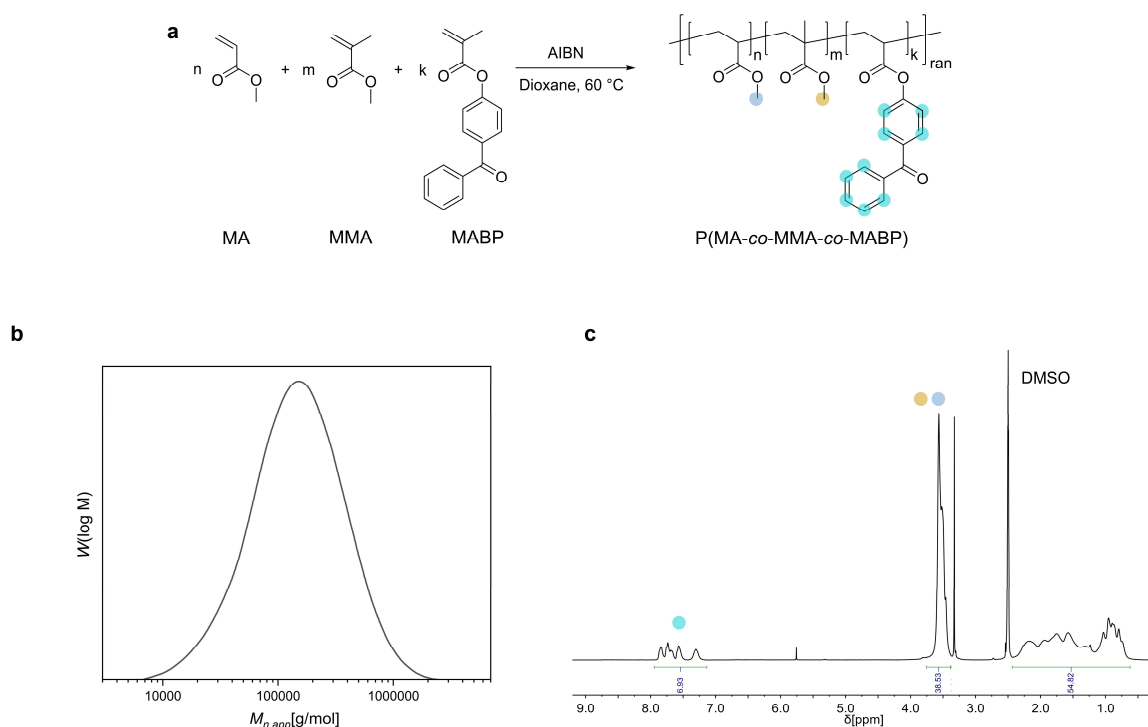 a
n
+ m
+ k
AIBN
Dioxane, 60 °C
n
m
k
ran
O
O
O
O
O
O
O
O
O
O
O
O
O
O
MA
MMA
MABP
P(MA-co-MMA-co-MABP)
b
W(log M)
10000
100000
1000000
Mn,app[g/mol]
c
DMSO
6.93
38.53
54.82
9.0
8.0
7.0
6.0
5.0
4.0
3.0
2.0
1.0
δ[ppm]